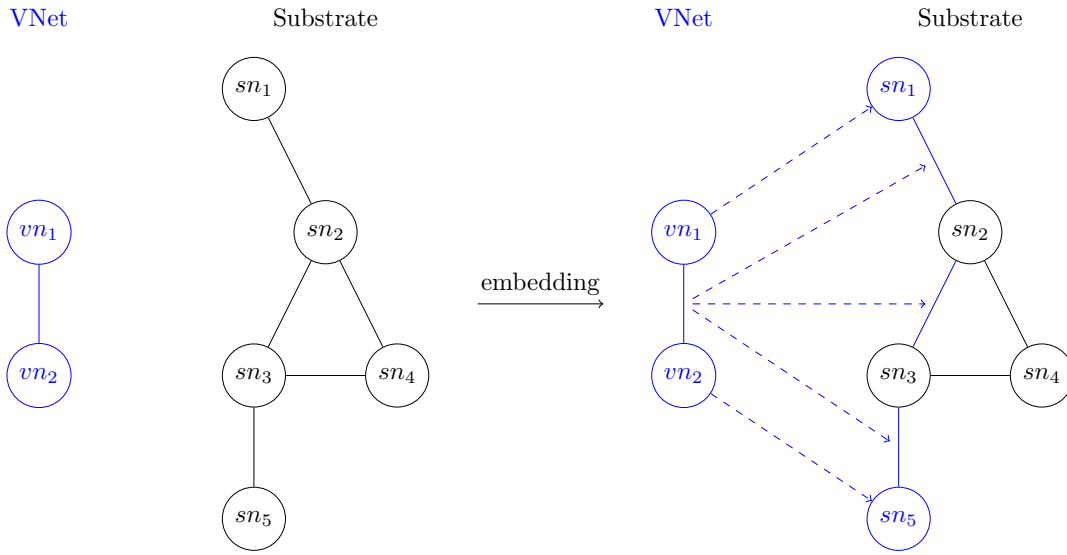 VNet
Substrate
VNet
Substrate
sn₁
sn₁
vn₁
sn₂
vn₁
sn₂
embedding
vn₂
sn₃
sn₄
vn₂
sn₃
sn₄
sn₅
sn₅